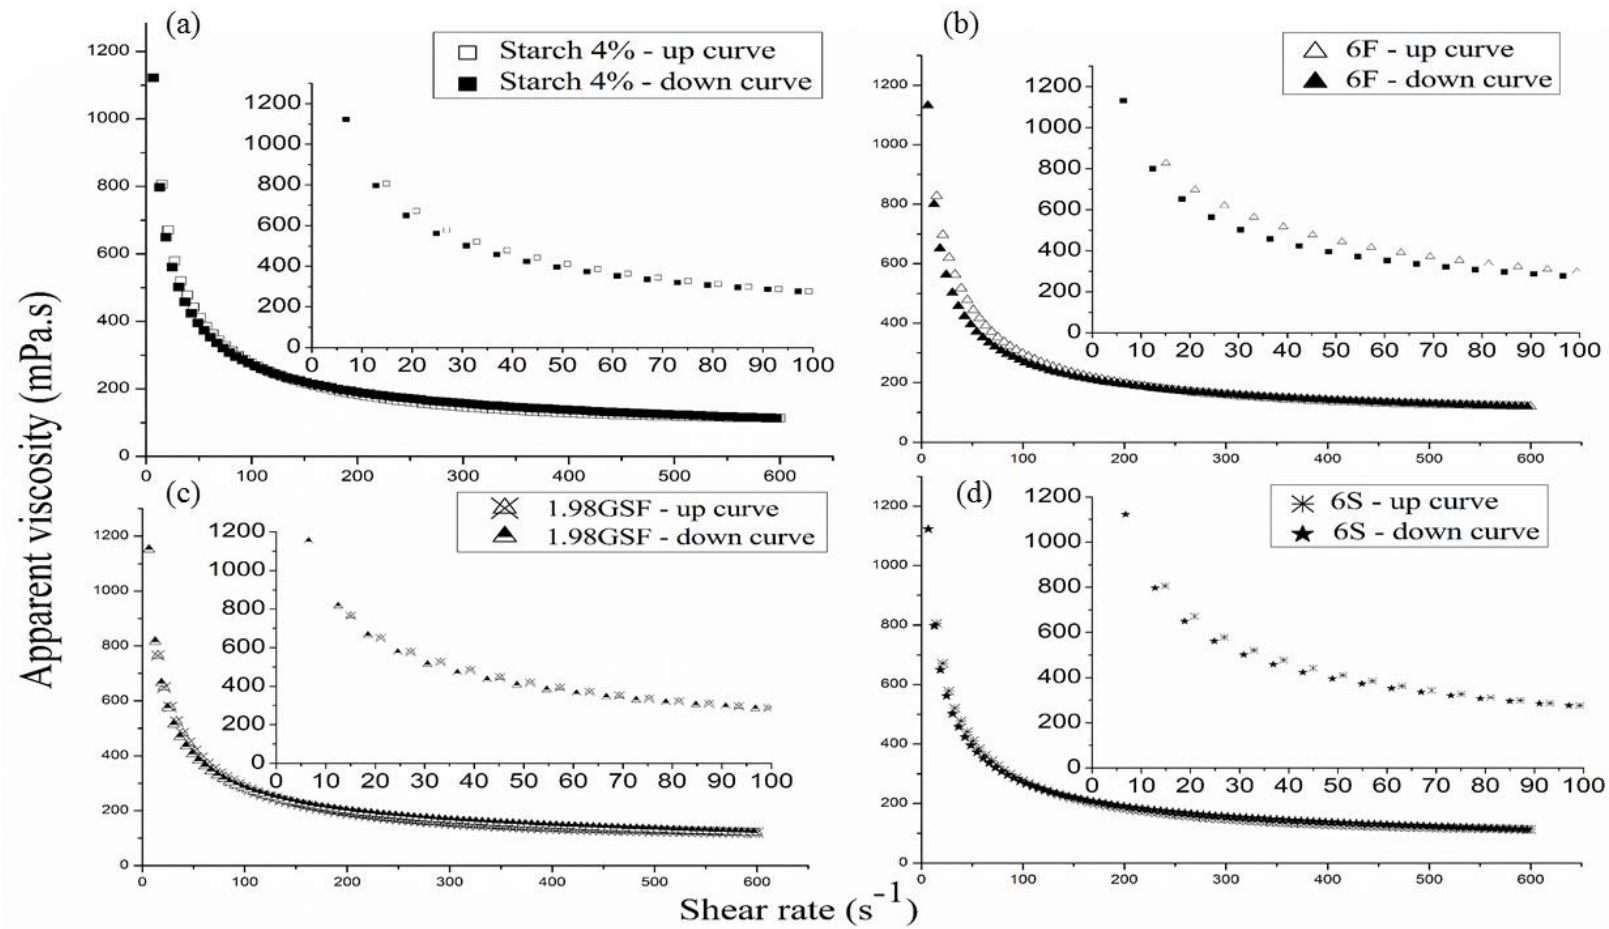 (a)
Starch 4% - up curve
Starch 4% - down curve
1200
1000
800
600
400
200
0
0 100 200 300 400 500 600
1200
1000
800
600
400
200
0
0 10 20 30 40 50 60 70 80 90 100
(b)
6F - up curve
6F - down curve
1200
1000
800
600
400
200
0
0 100 200 300 400 500 600
1200
1000
800
600
400
200
0
0 10 20 30 40 50 60 70 80 90 100
(c)
1.98GSF - up curve
1.98GSF - down curve
1200
1000
800
600
400
200
0
0 100 200 300 400 500 600
1200
1000
800
600
400
200
0
0 10 20 30 40 50 60 70 80 90 100
(d)
6S - up curve
6S - down curve
1200
1000
800
600
400
200
0
0 100 200 300 400 500 600
1200
1000
800
600
400
200
0
0 10 20 30 40 50 60 70 80 90 100
Apparent viscosity (mPa.s)
Shear rate (s⁻¹)